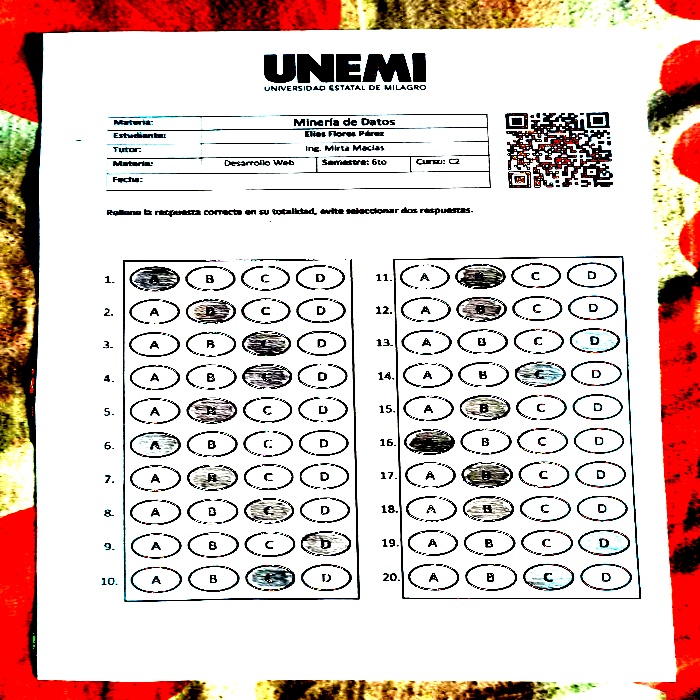 UNEMI
UNIVERSIDAD ESTATAL DE MILAGRO
Materia: Minería de Datos
Estudiante: Elias Flores Pérez
Tutor: Ing. Mirta Macías
Materia: Desarrollo Web Semestre: 6to Curso: C2
Fecha:
Rellene la respuesta correcta en su totalidad, evite seleccionar dos respuestas.
1. A B C D
2. A B C D
3. A B C D
4. A B C D
5. A B C D
6. A B C D
7. A B C D
8. A B C D
9. A B C D
10. A B C D
11. A B C D
12. A B C D
13. A B C D
14. A B C D
15. A B C D
16. A B C D
17. A B C D
18. A B C D
19. A B C D
20. A B C D